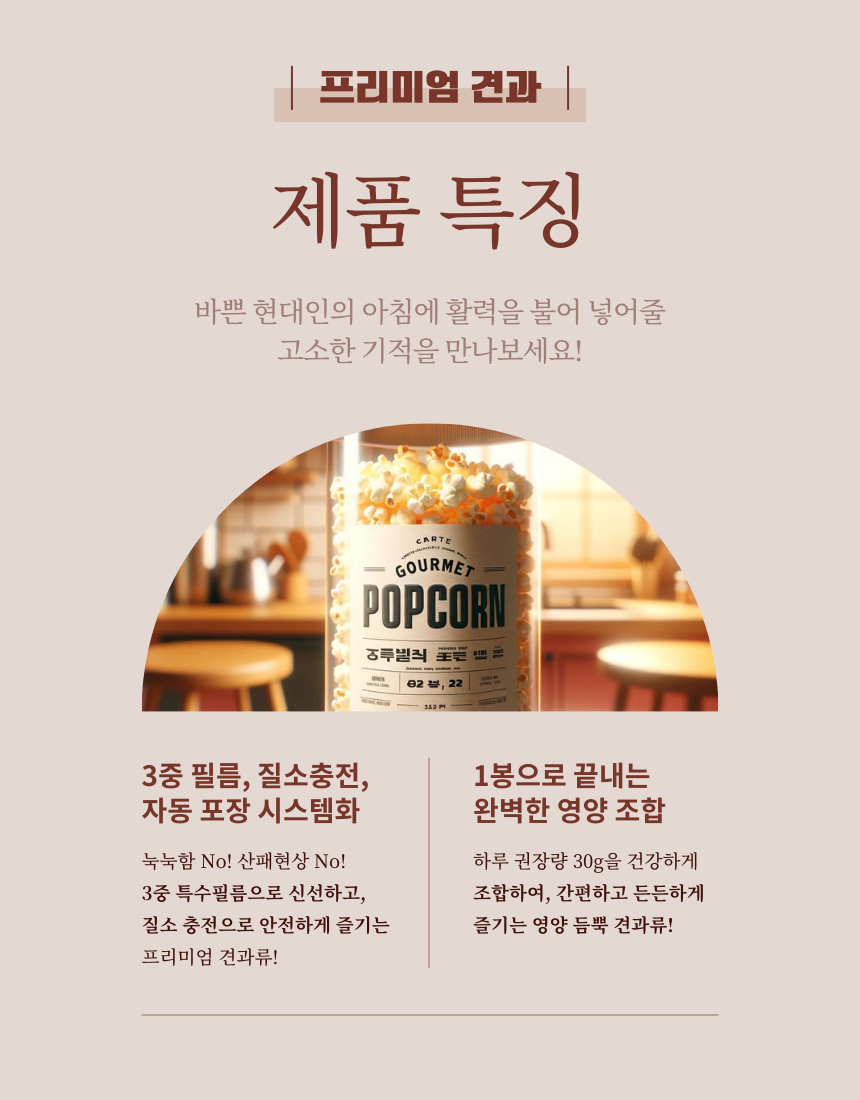 프리미엄 견과
제품 특징
바쁜 현대인의 아침에 활력을 불어 넣어줄
고소한 기적을 만나보세요!
CARTE
GOURMET
POPCORN
22
3중 필름, 질소충전,
자동 포장 시스템화
눅눅함 No! 산패현상 No!
3중 특수필름으로 신선하고,
질소 충전으로 안전하게 즐기는
프리미엄 견과류!
1봉으로 끝내는
완벽한 영양 조합
하루 권장량 30g을 건강하게
조합하여, 간편하고 든든하게
즐기는 영양 듬뿍 견과류!